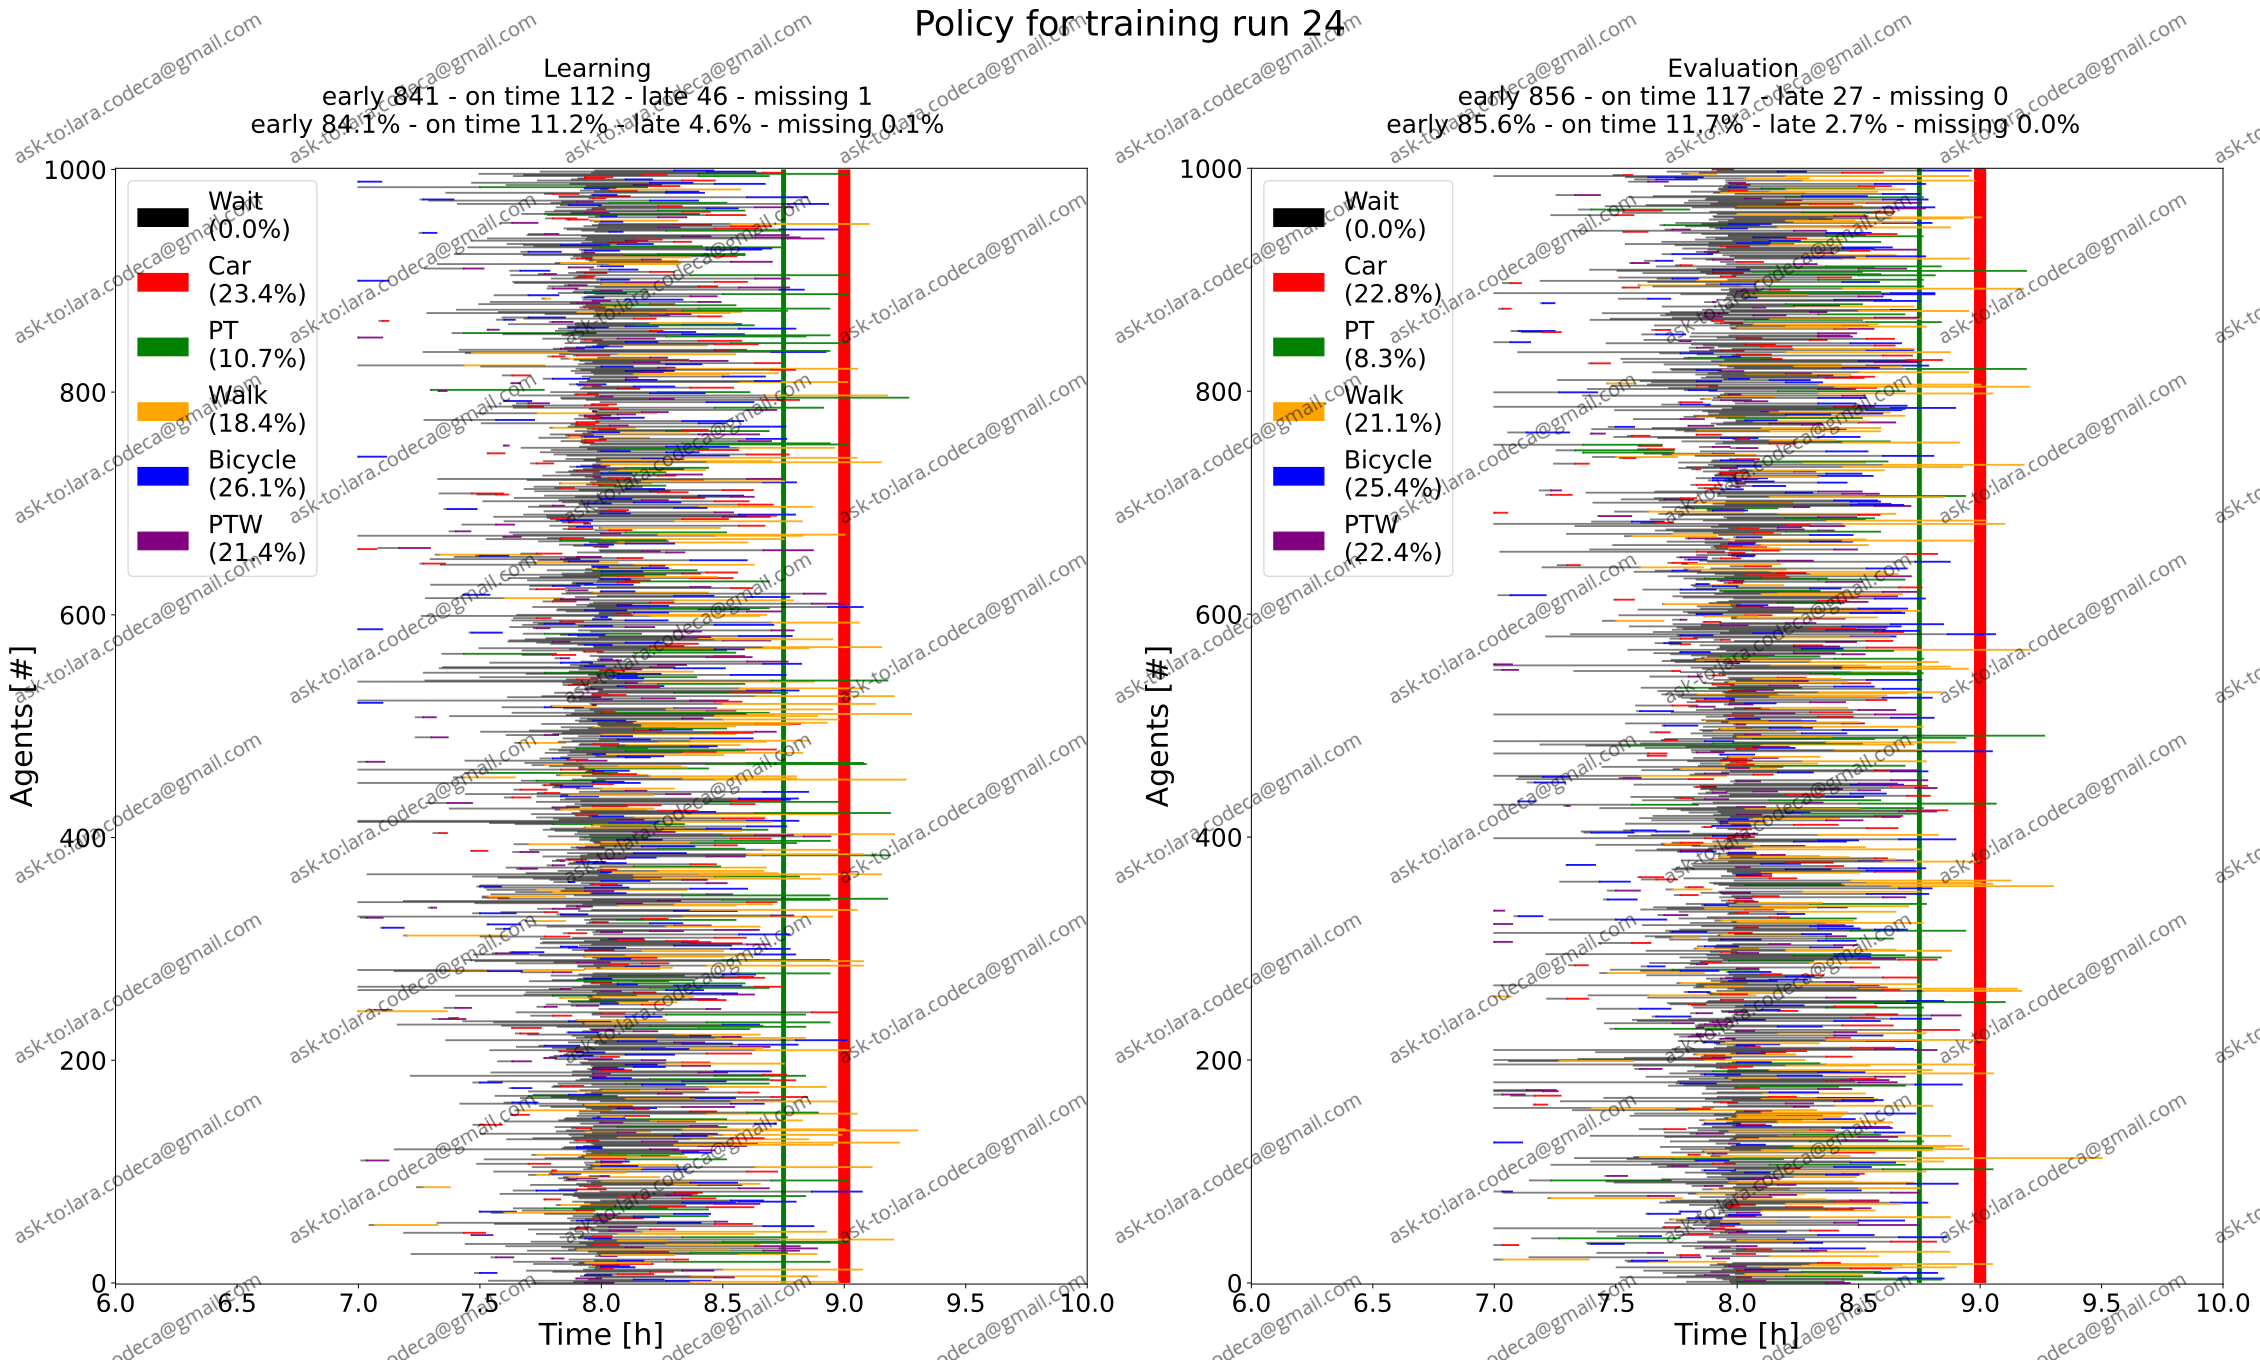 Policy for training run 24
Learning
early 841 - on time 112 - late 46 - missing 1
early 84.1% - on time 11.2% - late 4.6% - missing 0.1%
Wait
(0.0%)
Car
(23.4%)
PT
(10.7%)
Walk
(18.4%)
Bicycle
(26.1%)
PTW
(21.4%)
1000
800
600
400
200
0
Agents [#]
6.0 6.5 7.0 7.5 8.0 8.5 9.0 9.5 10.0
Time [h]
Evaluation
early 856 - on time 117 - late 27 - missing 0
early 85.6% - on time 11.7% - late 2.7% - missing 0.0%
Wait
(0.0%)
Car
(22.8%)
PT
(8.3%)
Walk
(21.1%)
Bicycle
(25.4%)
PTW
(22.4%)
1000
800
600
400
200
0
Agents [#]
6.0 6.5 7.0 7.5 8.0 8.5 9.0 9.5 10.0
Time [h]
ask-to:lara.codeca@gmail.com